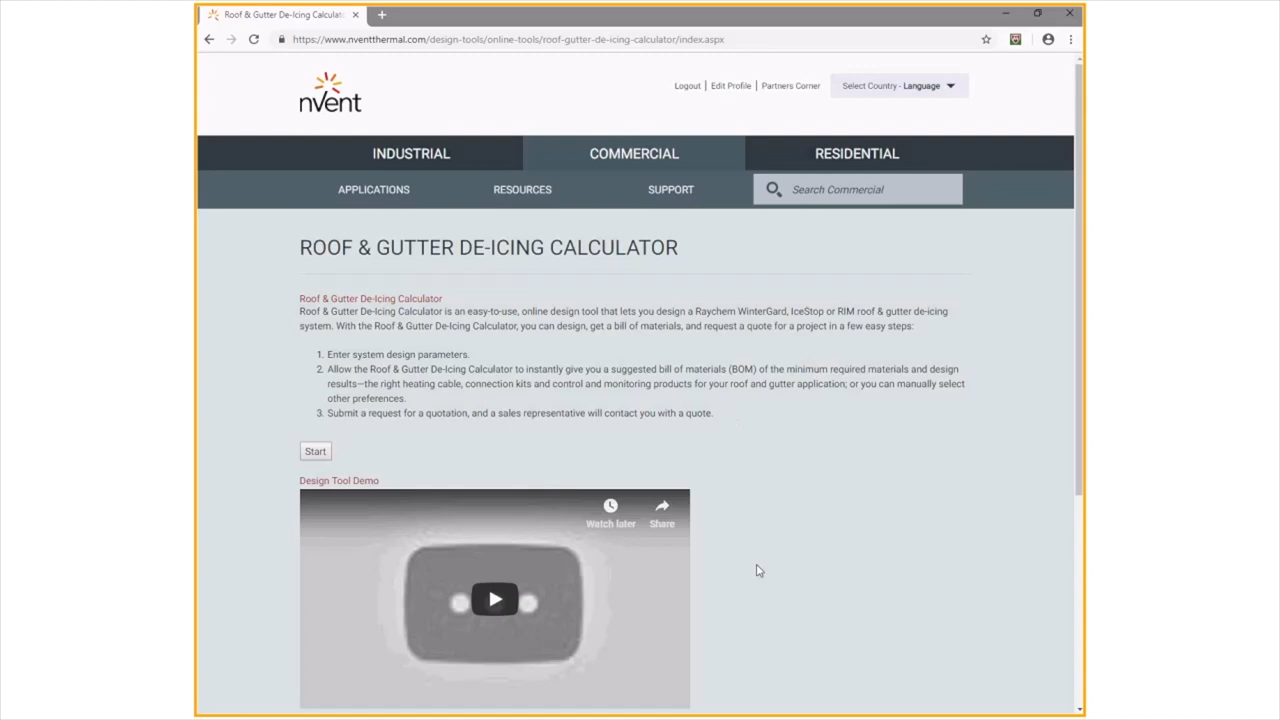 Roof & Gutter De-Icing Calculato
https://www.nventthermal.com/design-tools/online-tools/roof-gutter-de-icing-calculator/index.aspx
nvent
Logout | Edit Profile | Partners Corner
Select Country - Language
INDUSTRIAL
COMMERCIAL
RESIDENTIAL
APPLICATIONS
RESOURCES
SUPPORT
Search Commercial
ROOF & GUTTER DE-ICING CALCULATOR
Roof & Gutter De-Icing Calculator
Roof & Gutter De-Icing Calculator is an easy-to-use, online design tool that lets you design a Raychem WinterGard, IceStop or RIM roof & gutter de-icing
system. With the Roof & Gutter De-Icing Calculator, you can design, get a bill of materials, and request a quote for a project in a few easy steps:
1. Enter system design parameters.
2. Allow the Roof & Gutter De-Icing Calculator to instantly give you a suggested bill of materials (BOM) of the minimum required materials and design
results—the right heating cable, connection kits and control and monitoring products for your roof and gutter application; or you can manually select
other preferences.
3. Submit a request for a quotation, and a sales representative will contact you with a quote.
Start
Design Tool Demo
Watch later
Share